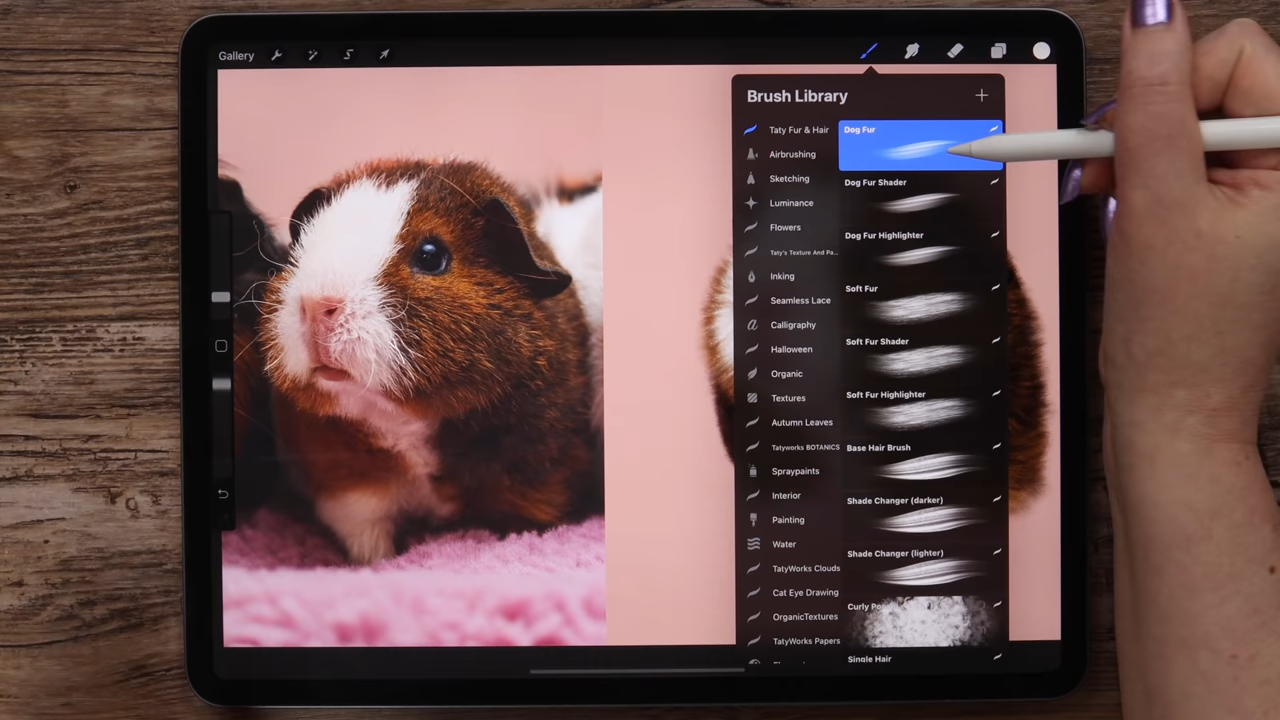 Gallery
Brush Library
Taty Fur & Hair
Airbrushing
Sketching
Luminance
Flowers
Taty's Texture And Pa...
Inking
Seamless Lace
Calligraphy
Halloween
Organic
Textures
Autumn Leaves
Tatyworks BOTANICS
Spraypaints
Interior
Painting
Water
TatyWorks Clouds
Cat Eye Drawing
OrganicTextures
TatyWorks Papers
Dog Fur
Dog Fur Shader
Dog Fur Highlighter
Soft Fur
Soft Fur Shader
Soft Fur Highlighter
Base Hair Brush
Shade Changer (darker)
Shade Changer (lighter)
Curly
Single Hair